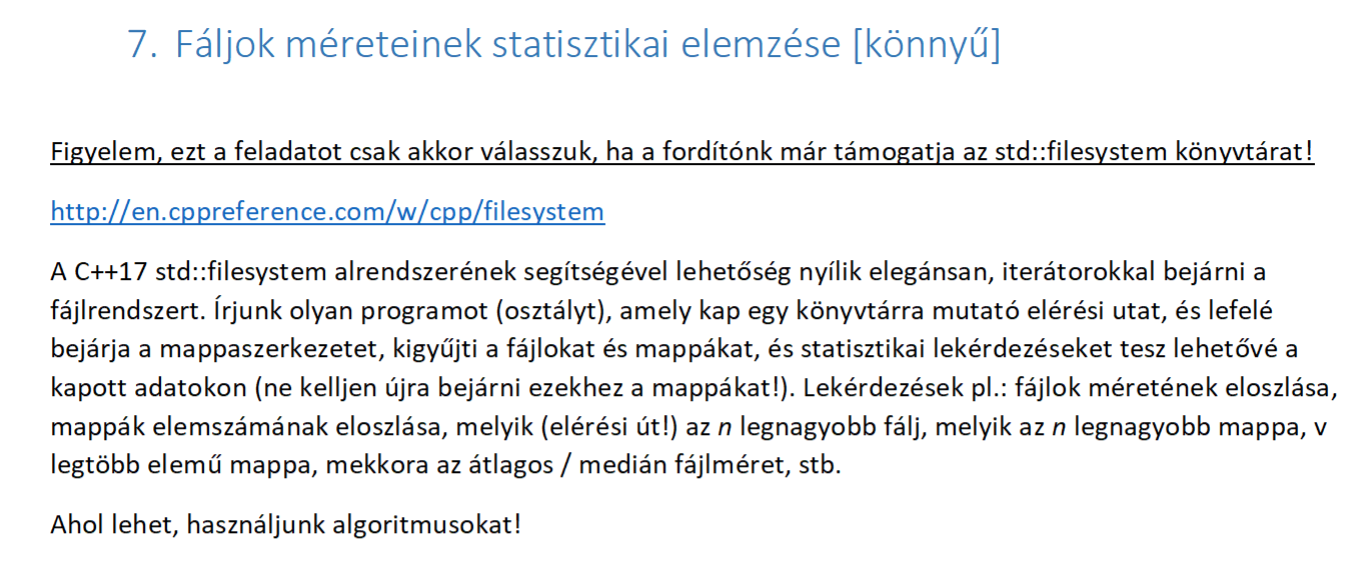 7. Fáljok méreteinek statisztikai elemzése [könnyű]
Figyelem, ezt a feladatot csak akkor válasszuk, ha a fordítónk már támogatja az std::filesystem könyvtárat!
http://en.cppreference.com/w/cpp/filesystem
A C++17 std::filesystem alrendszerének segítségével lehetőség nyílik elegánsan, iterátorokkal bejárni a
fájlrendszert. Írjunk olyan programot (osztályt), amely kap egy könyvtárra mutató elérési utat, és lefelé
bejárja a mappaszerkezetet, kigyűjti a fájlokat és mappákat, és statisztikai lekérdezéseket tesz lehetővé a
kapott adatokon (ne kelljen újra bejárni ezekhez a mappákat!). Lekérdezések pl.: fájlok méretének eloszlása,
mappák elemszámának eloszlása, melyik (elérési út!) az n legnagyobb fálj, melyik az n legnagyobb mappa, v
legtöbb elemű mappa, mekkora az átlagos / medián fájlméret, stb.
Ahol lehet, használjunk algoritmusokat!